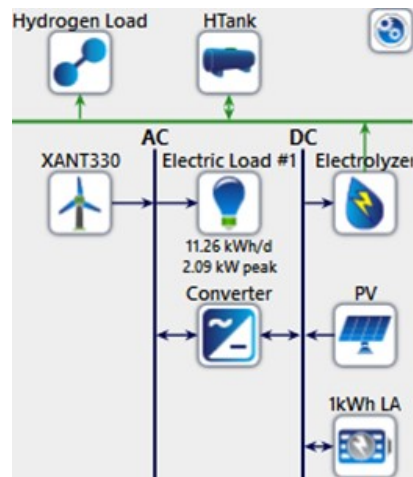 Hydrogen Load HTank
AC DC
XANT330 Electric Load #1 Electrolyzer
11.26 kWh/d
2.09 kW peak
Converter PV
1kWh LA